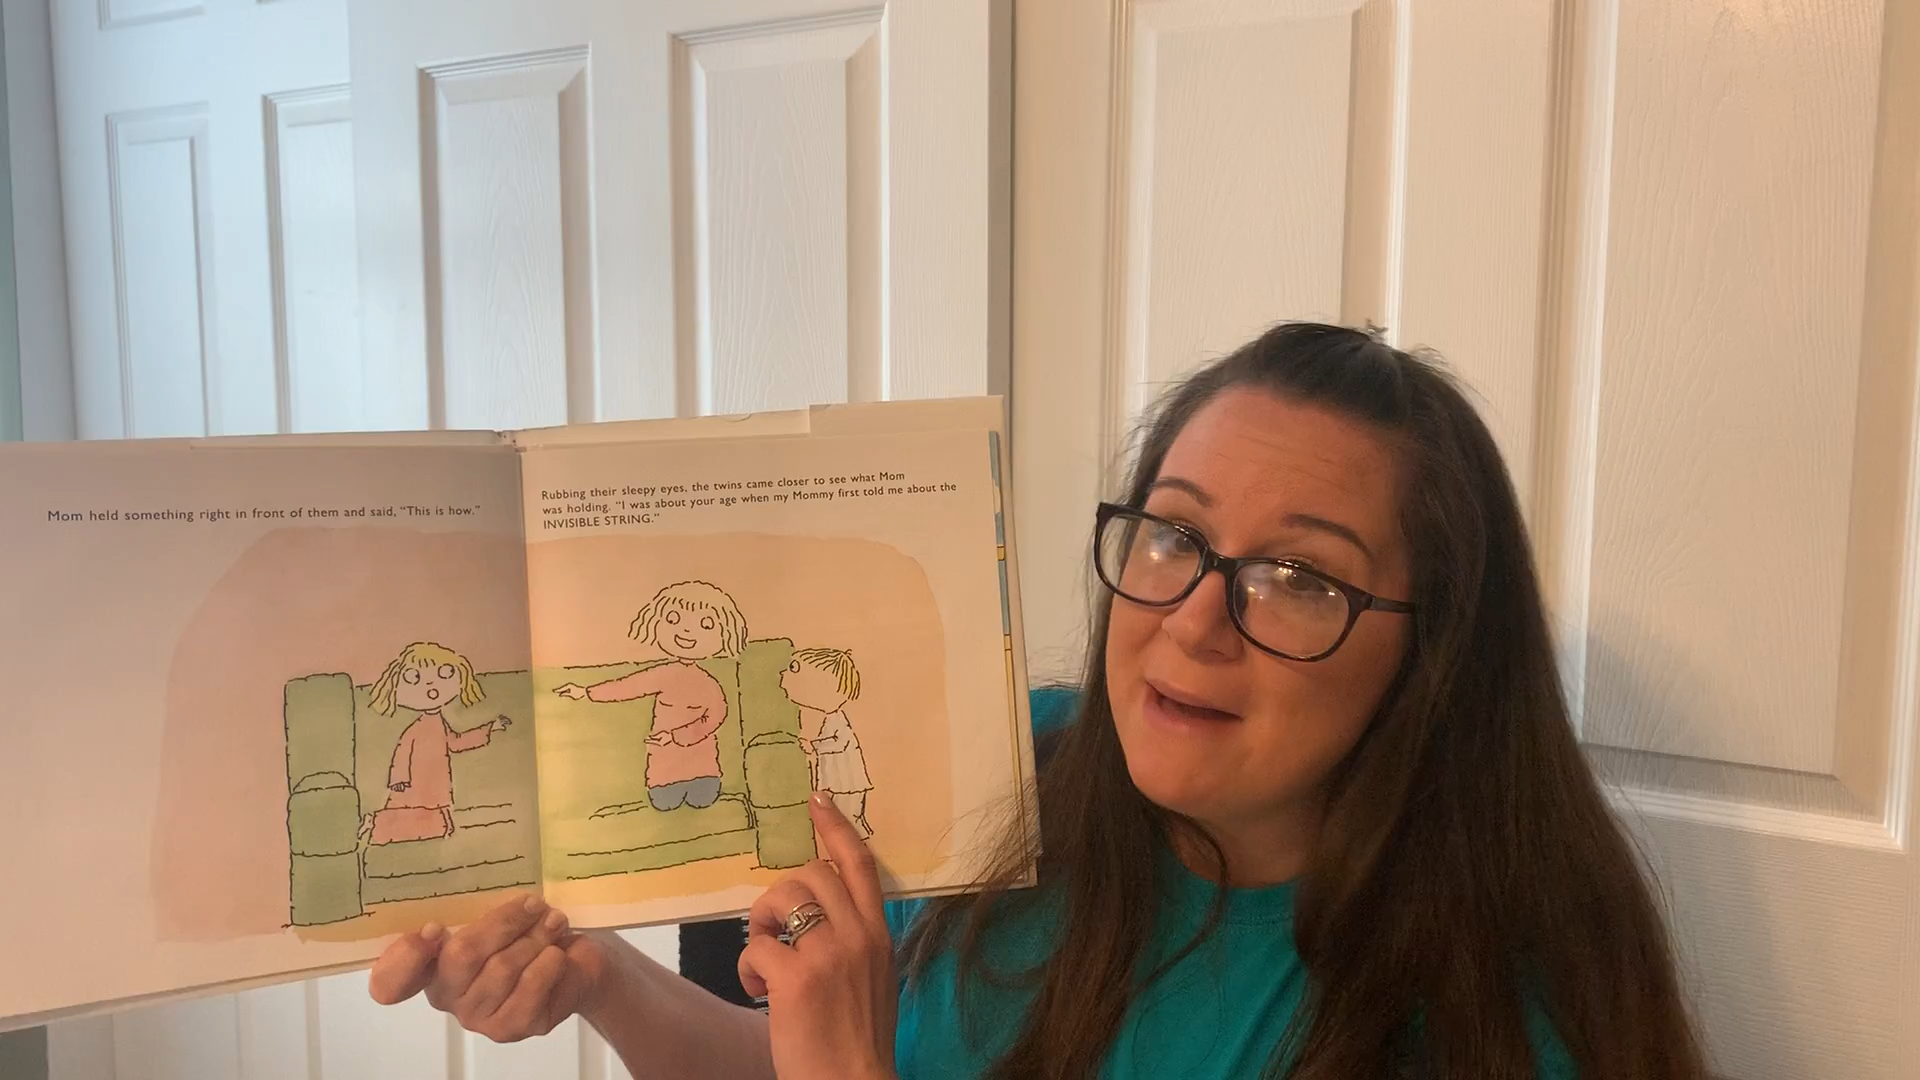 Mom held something right in front of them and said, “This is how.”
Rubbing their sleepy eyes, the twins came closer to see what Mom
was holding. “I was about your age when my Mommy first told me about the
INVISIBLE STRING.”